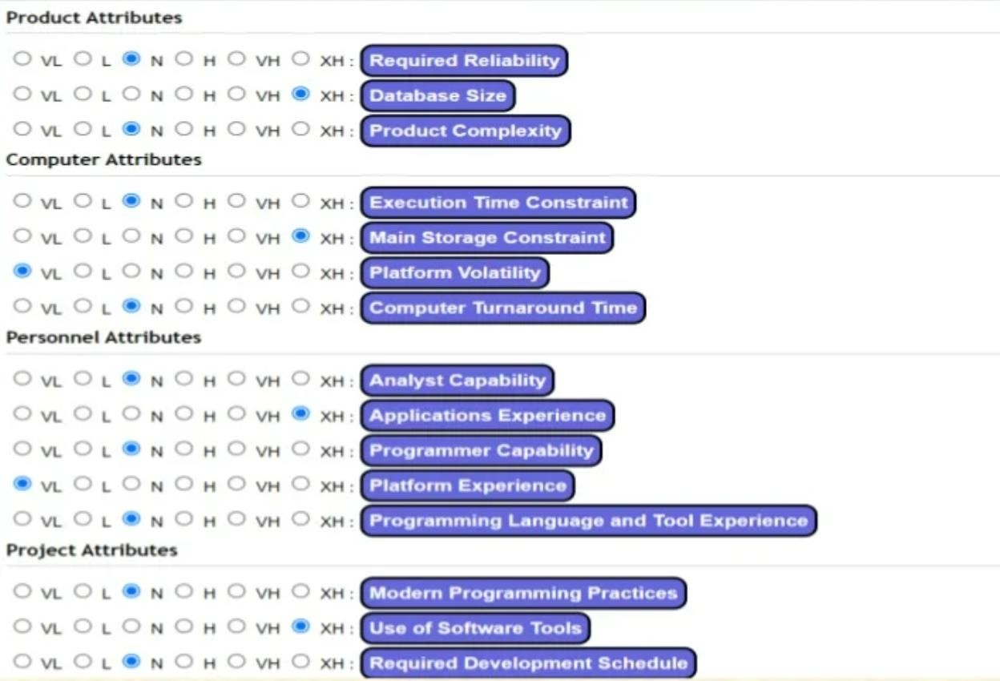 Product Attributes
VL L N H VH XH : Required Reliability
VL L N H VH XH : Database Size
VL L N H VH XH : Product Complexity
Computer Attributes
VL L N H VH XH : Execution Time Constraint
VL L N H VH XH : Main Storage Constraint
VL L N H VH XH : Platform Volatility
VL L N H VH XH : Computer Turnaround Time
Personnel Attributes
VL L N H VH XH : Analyst Capability
VL L N H VH XH : Applications Experience
VL L N H VH XH : Programmer Capability
VL L N H VH XH : Platform Experience
VL L N H VH XH : Programming Language and Tool Experience
Project Attributes
VL L N H VH XH : Modern Programming Practices
VL L N H VH XH : Use of Software Tools
VL L N H VH XH : Required Development Schedule